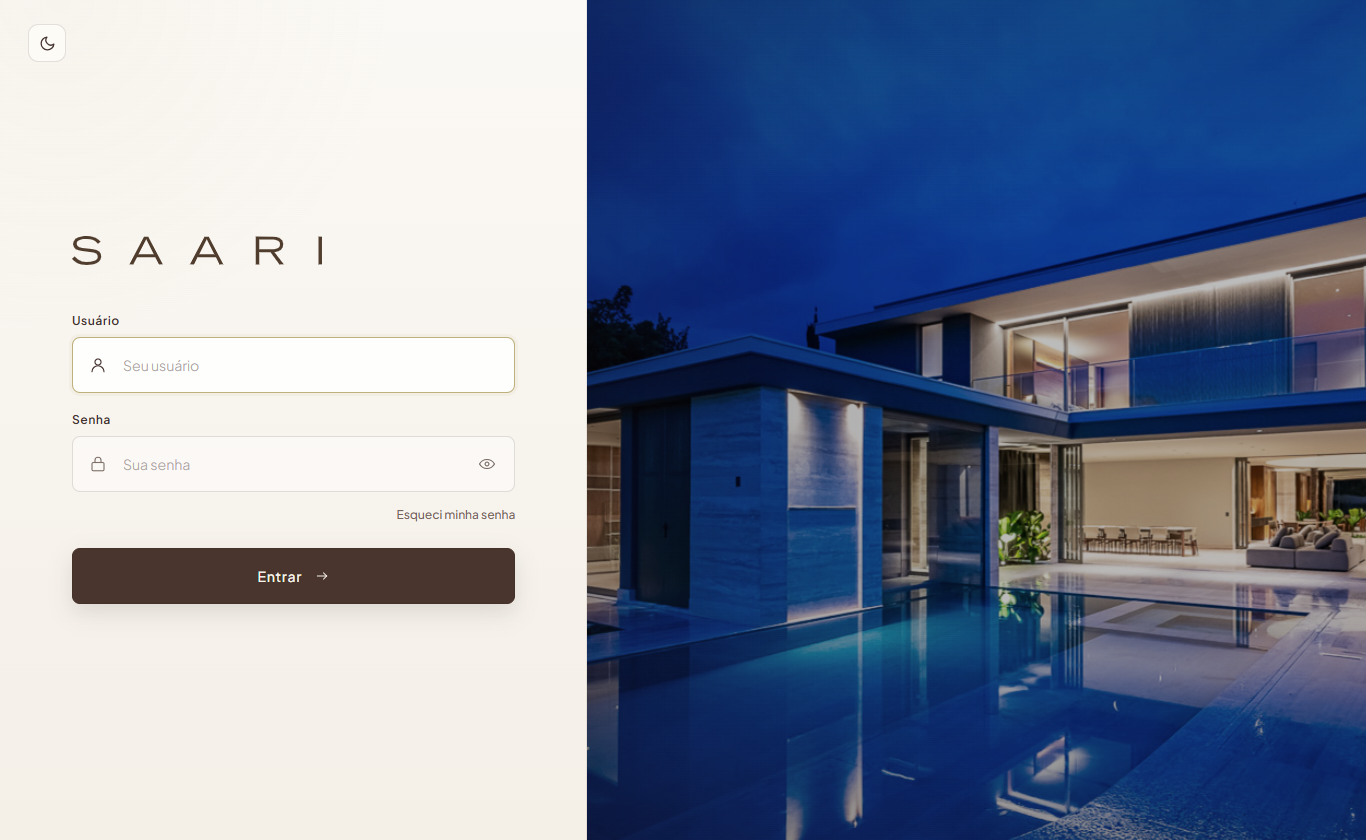 SAARI
Usuário
Seu usuário
Senha
Sua senha
Esqueci minha senha
Entrar →